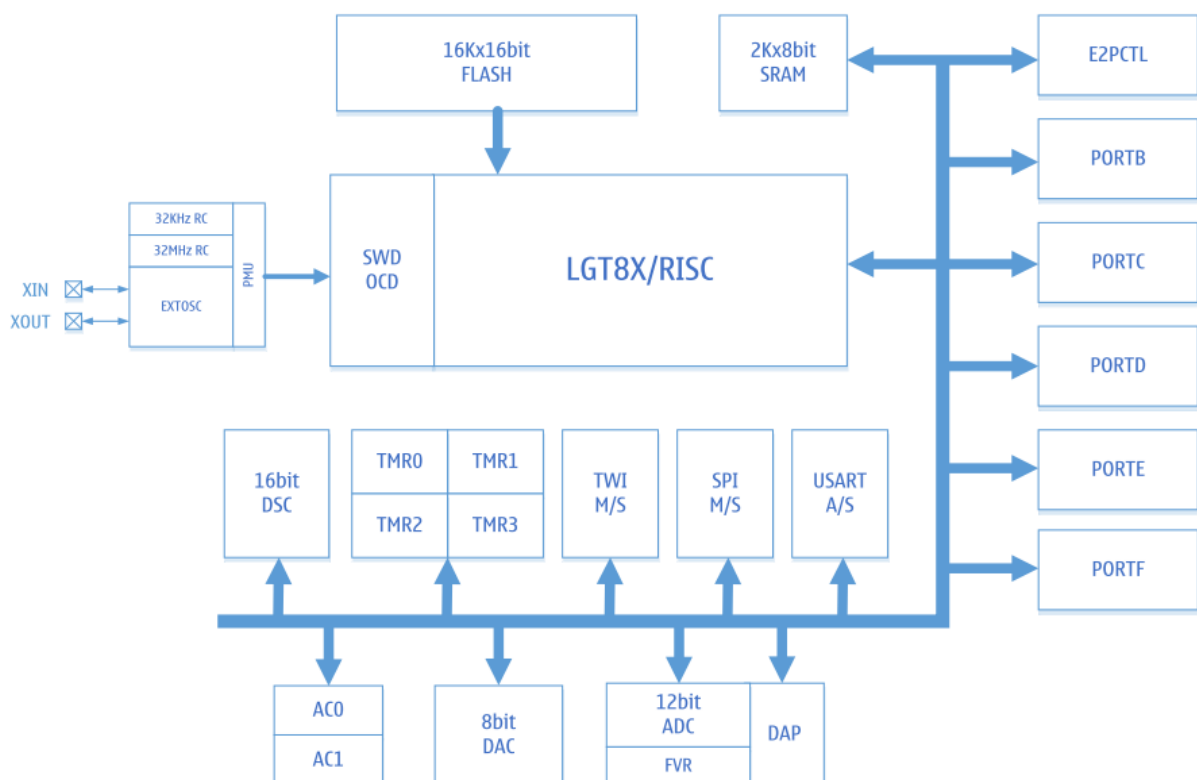 16Kx16bit
FLASH
2Kx8bit
SRAM
E2PCTL
PORTB
32KHz RC
32MHz RC
EXTOSC
PMU
XIN
XOUT
SWD
OCD
LGT8X/RISC
PORTC
PORTD
16bit
DSC
TMR0
TMR1
TMR2
TMR3
TWI
M/S
SPI
M/S
USART
A/S
PORTE
PORTF
AC0
AC1
8bit
DAC
12bit
ADC
FVR
DAP